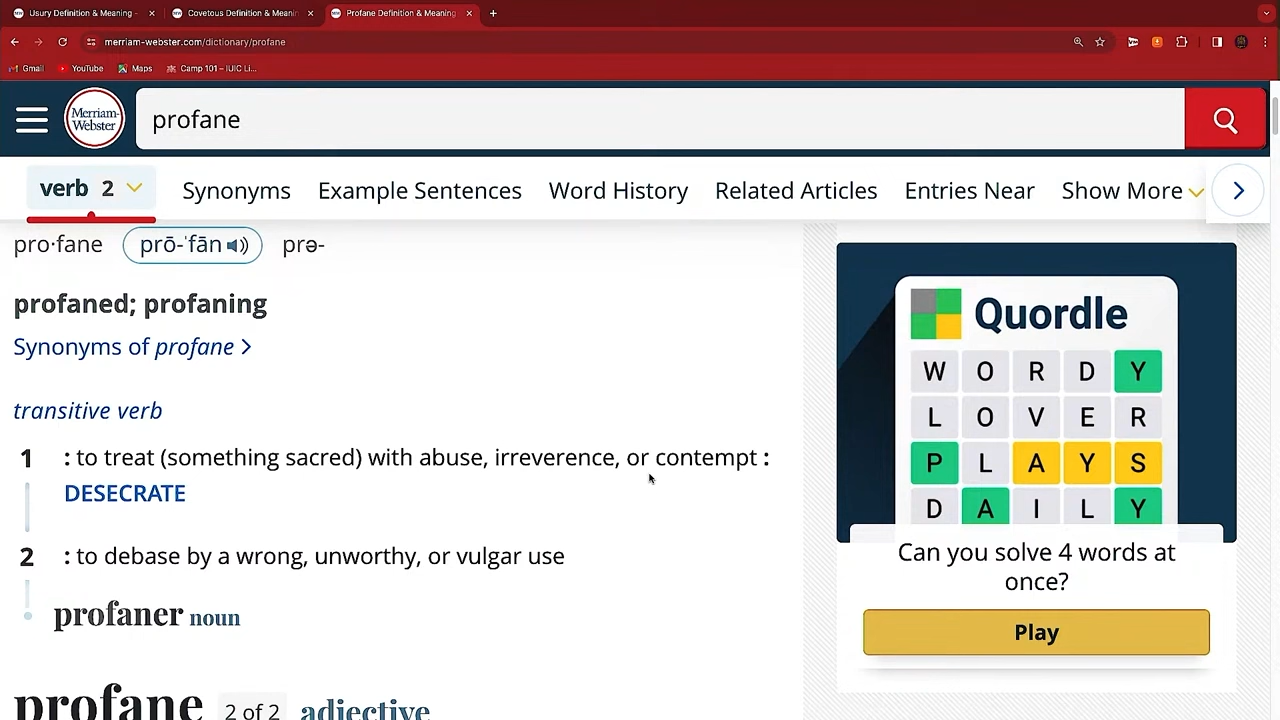 Usury Definition & Meaning -
Covetous Definition & Meanin
Profane Definition & Meaning
merriam-webster.com/dictionary/profane
Gmail
YouTube
Maps
Camp 101 – IUIC Li...
Merriam-
Webster
profane
verb 2
Synonyms
Example Sentences
Word History
Related Articles
Entries Near
Show More
pro·fane
prō-ˈfān
prə-
profaned; profaning
Synonyms of profane
transitive verb
1 : to treat (something sacred) with abuse, irreverence, or contempt :
DESECRATE
2 : to debase by a wrong, unworthy, or vulgar use
profaner noun
profane 2 of 2 adjective
Quordle
W O R D Y
L O V E R
P L A Y S
D A I L Y
Can you solve 4 words at
once?
Play